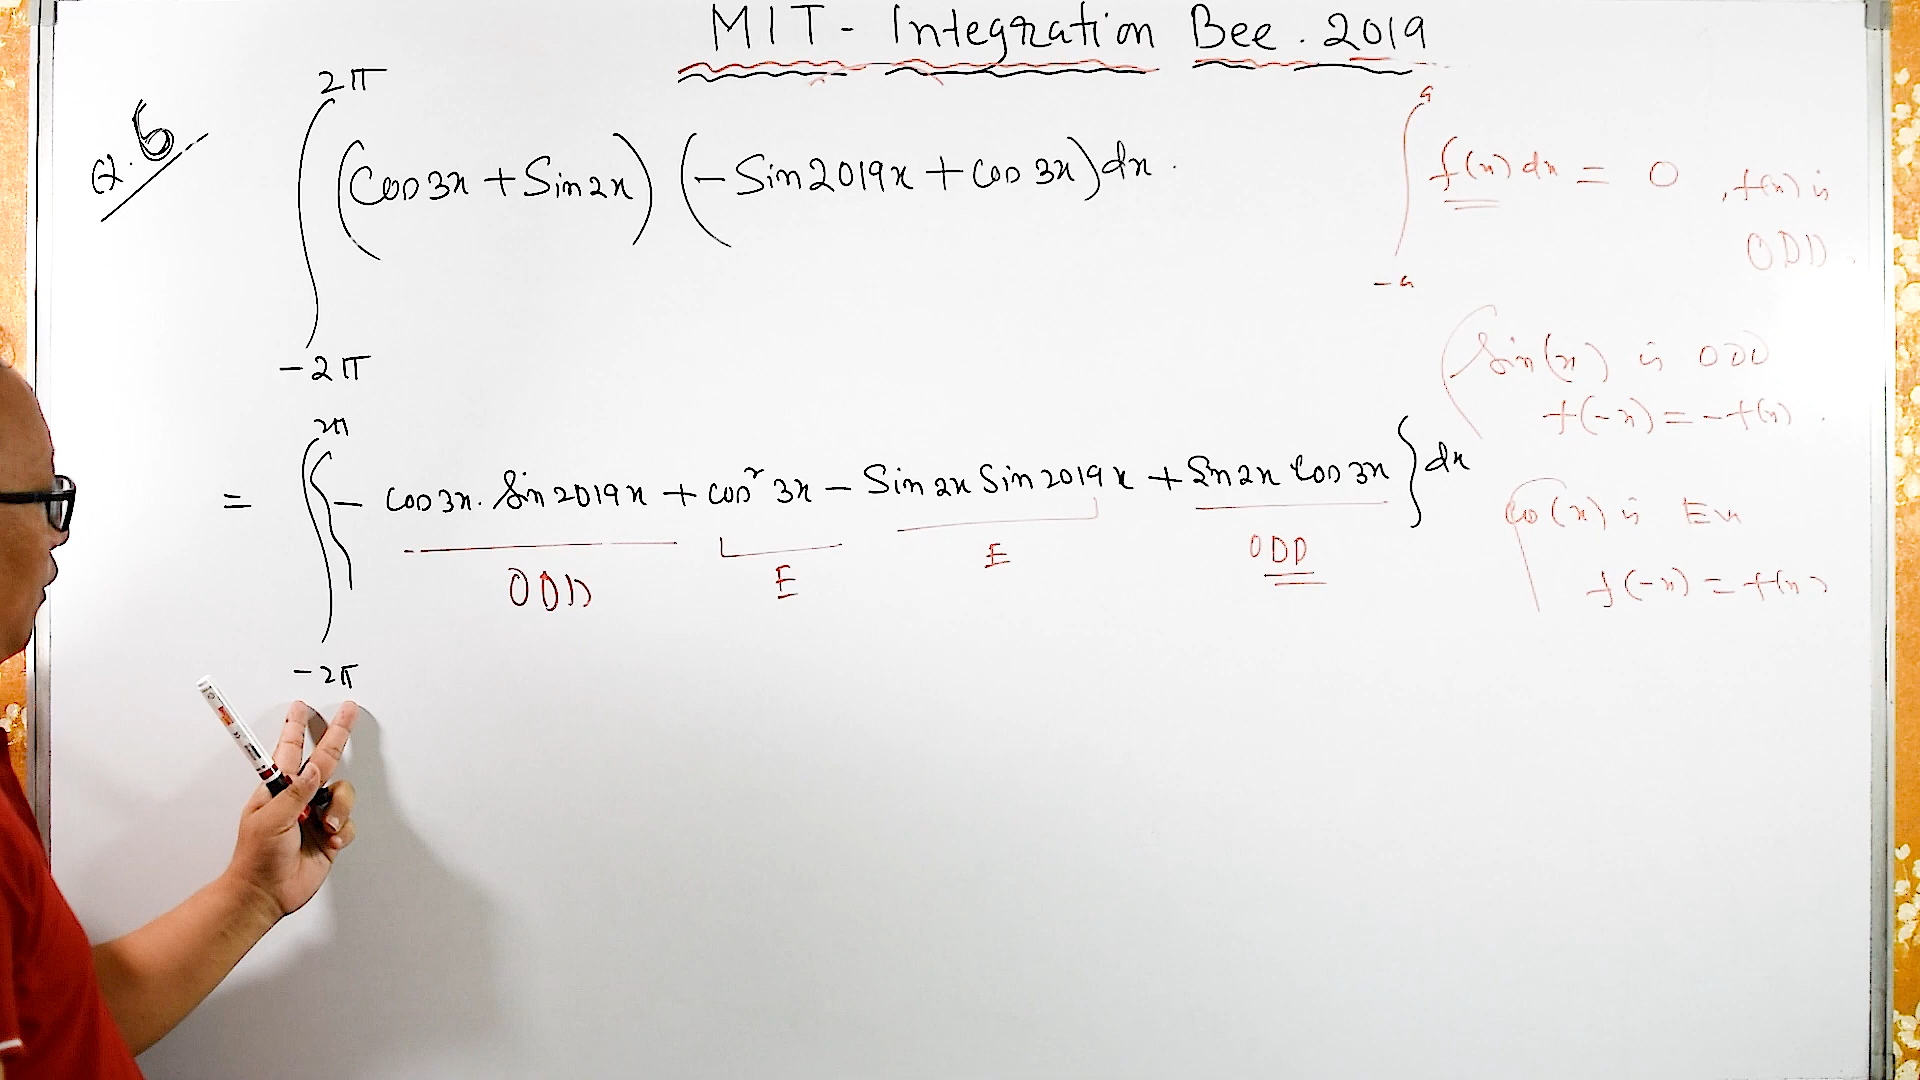 MIT - Integration Bee. 2019
Q.6
2π
(Cos 3x + Sin 2x) (- Sin 2019x + Cos 3x) dx.
-2π
a
∫ f(x) dx = 0 , f(x) is
ODD.
-a
Sin(x) is ODD
f(-x) = -f(x).
2π
= ∫ { - Cos 3x. Sin 2019x + Cos² 3x - Sin 2x Sin 2019x + Sin 2x Cos 3x } dx
-2π
ODD E E ODD
Cos(x) is
f(-x) = f(x)